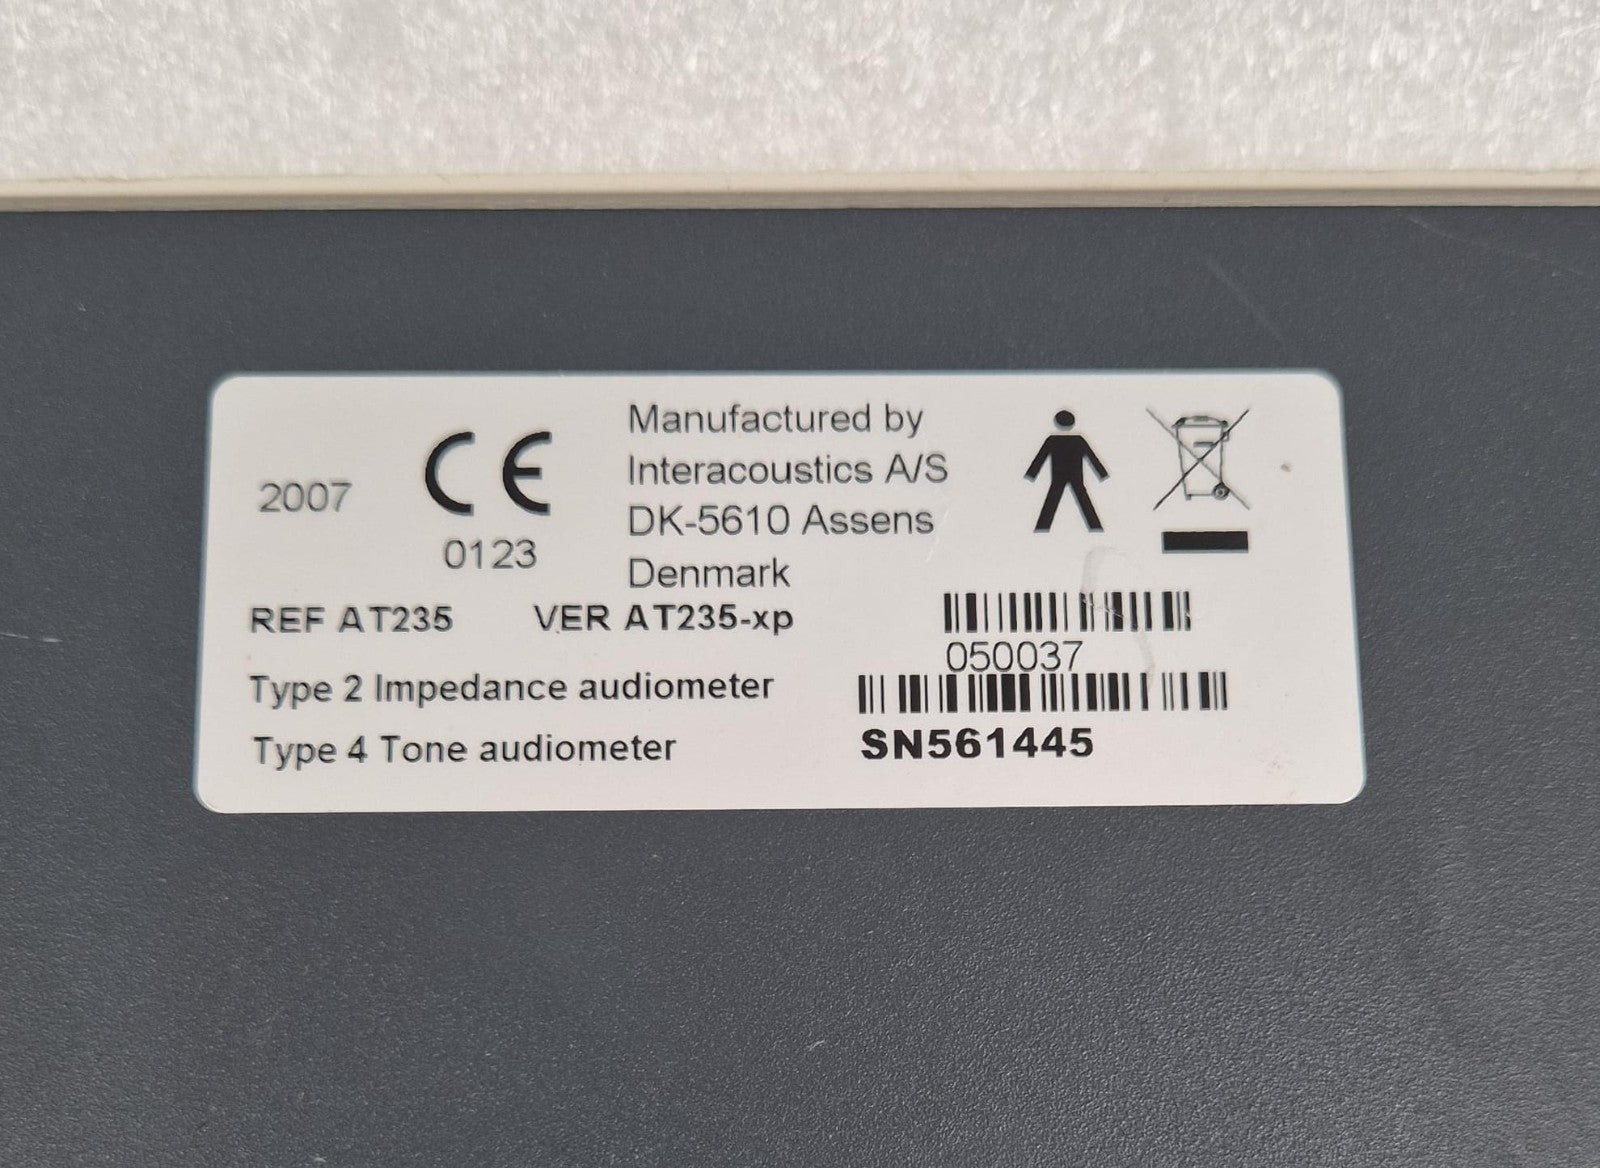 2007
CE
0123
Manufactured by
Interacoustics A/S
DK-5610 Assens
Denmark
REF AT235 VER AT235-xp
050037
Type 2 Impedance audiometer
Type 4 Tone audiometer
SN561445